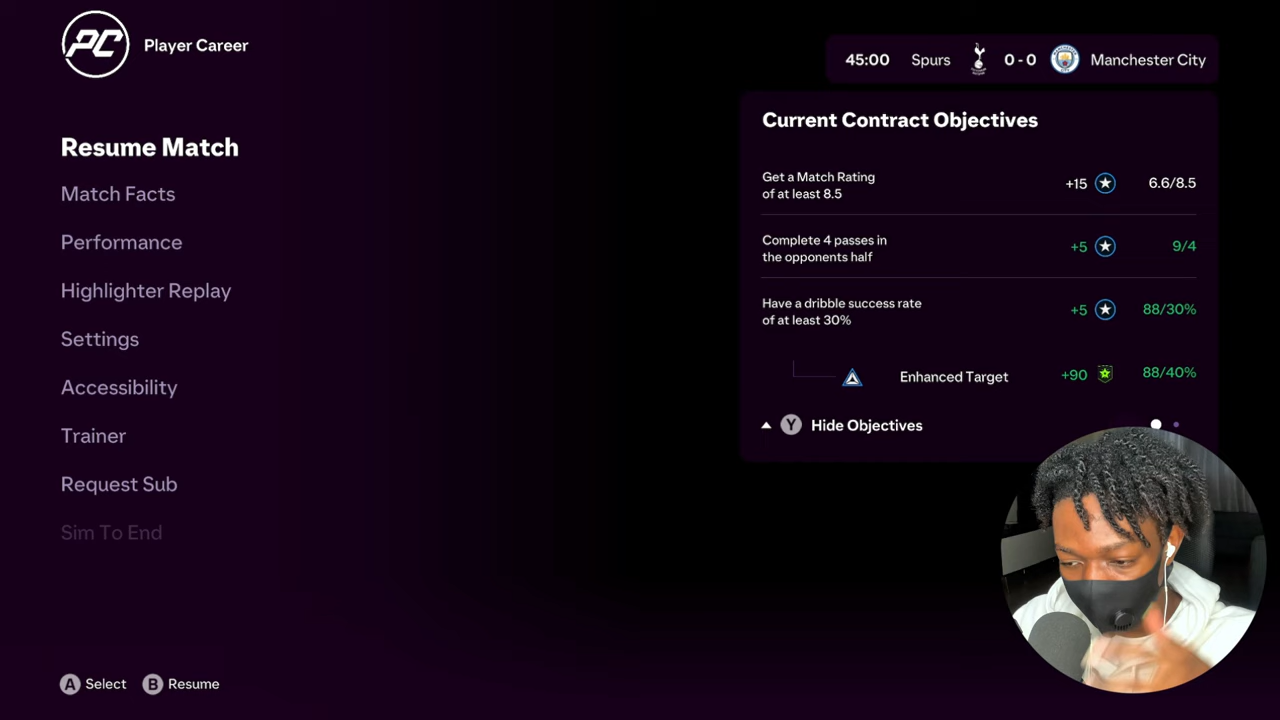 PC
Player Career
45:00 Spurs 0 - 0 Manchester City
Resume Match
Match Facts
Performance
Highlighter Replay
Settings
Accessibility
Trainer
Request Sub
Sim To End
Current Contract Objectives
Get a Match Rating
of at least 8.5
+15
6.6/8.5
Complete 4 passes in
the opponents half
+5
9/4
Have a dribble success rate
of at least 30%
+5
88/30%
Enhanced Target
+90
88/40%
Y Hide Objectives
A Select B Resume